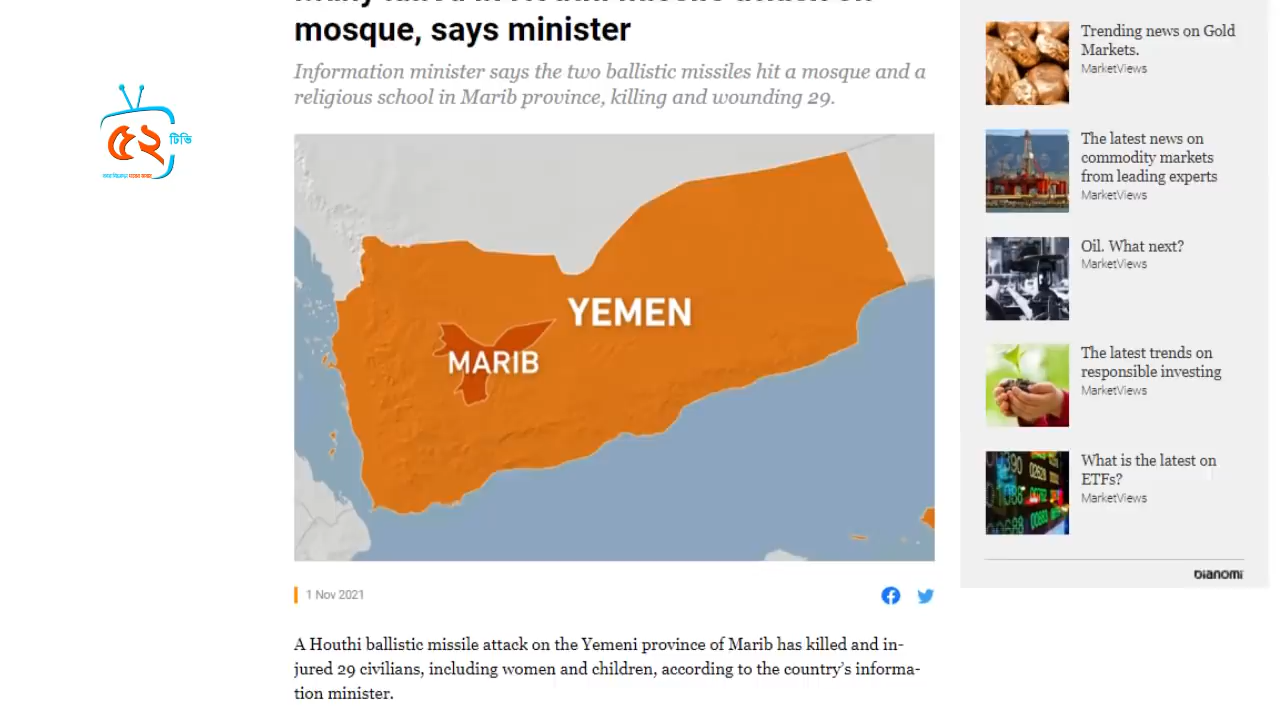 mosque, says minister
Information minister says the two ballistic missiles hit a mosque and a
religious school in Marib province, killing and wounding 29.
৫২
টিভি
YEMEN
MARIB
1 Nov 2021
A Houthi ballistic missile attack on the Yemeni province of Marib has killed and in-
jured 29 civilians, including women and children, according to the country's informa-
tion minister.
Trending news on Gold
Markets.
MarketViews
The latest news on
commodity markets
from leading experts
MarketViews
Oil. What next?
MarketViews
The latest trends on
responsible investing
MarketViews
What is the latest on
ETFs?
MarketViews
Dianomi